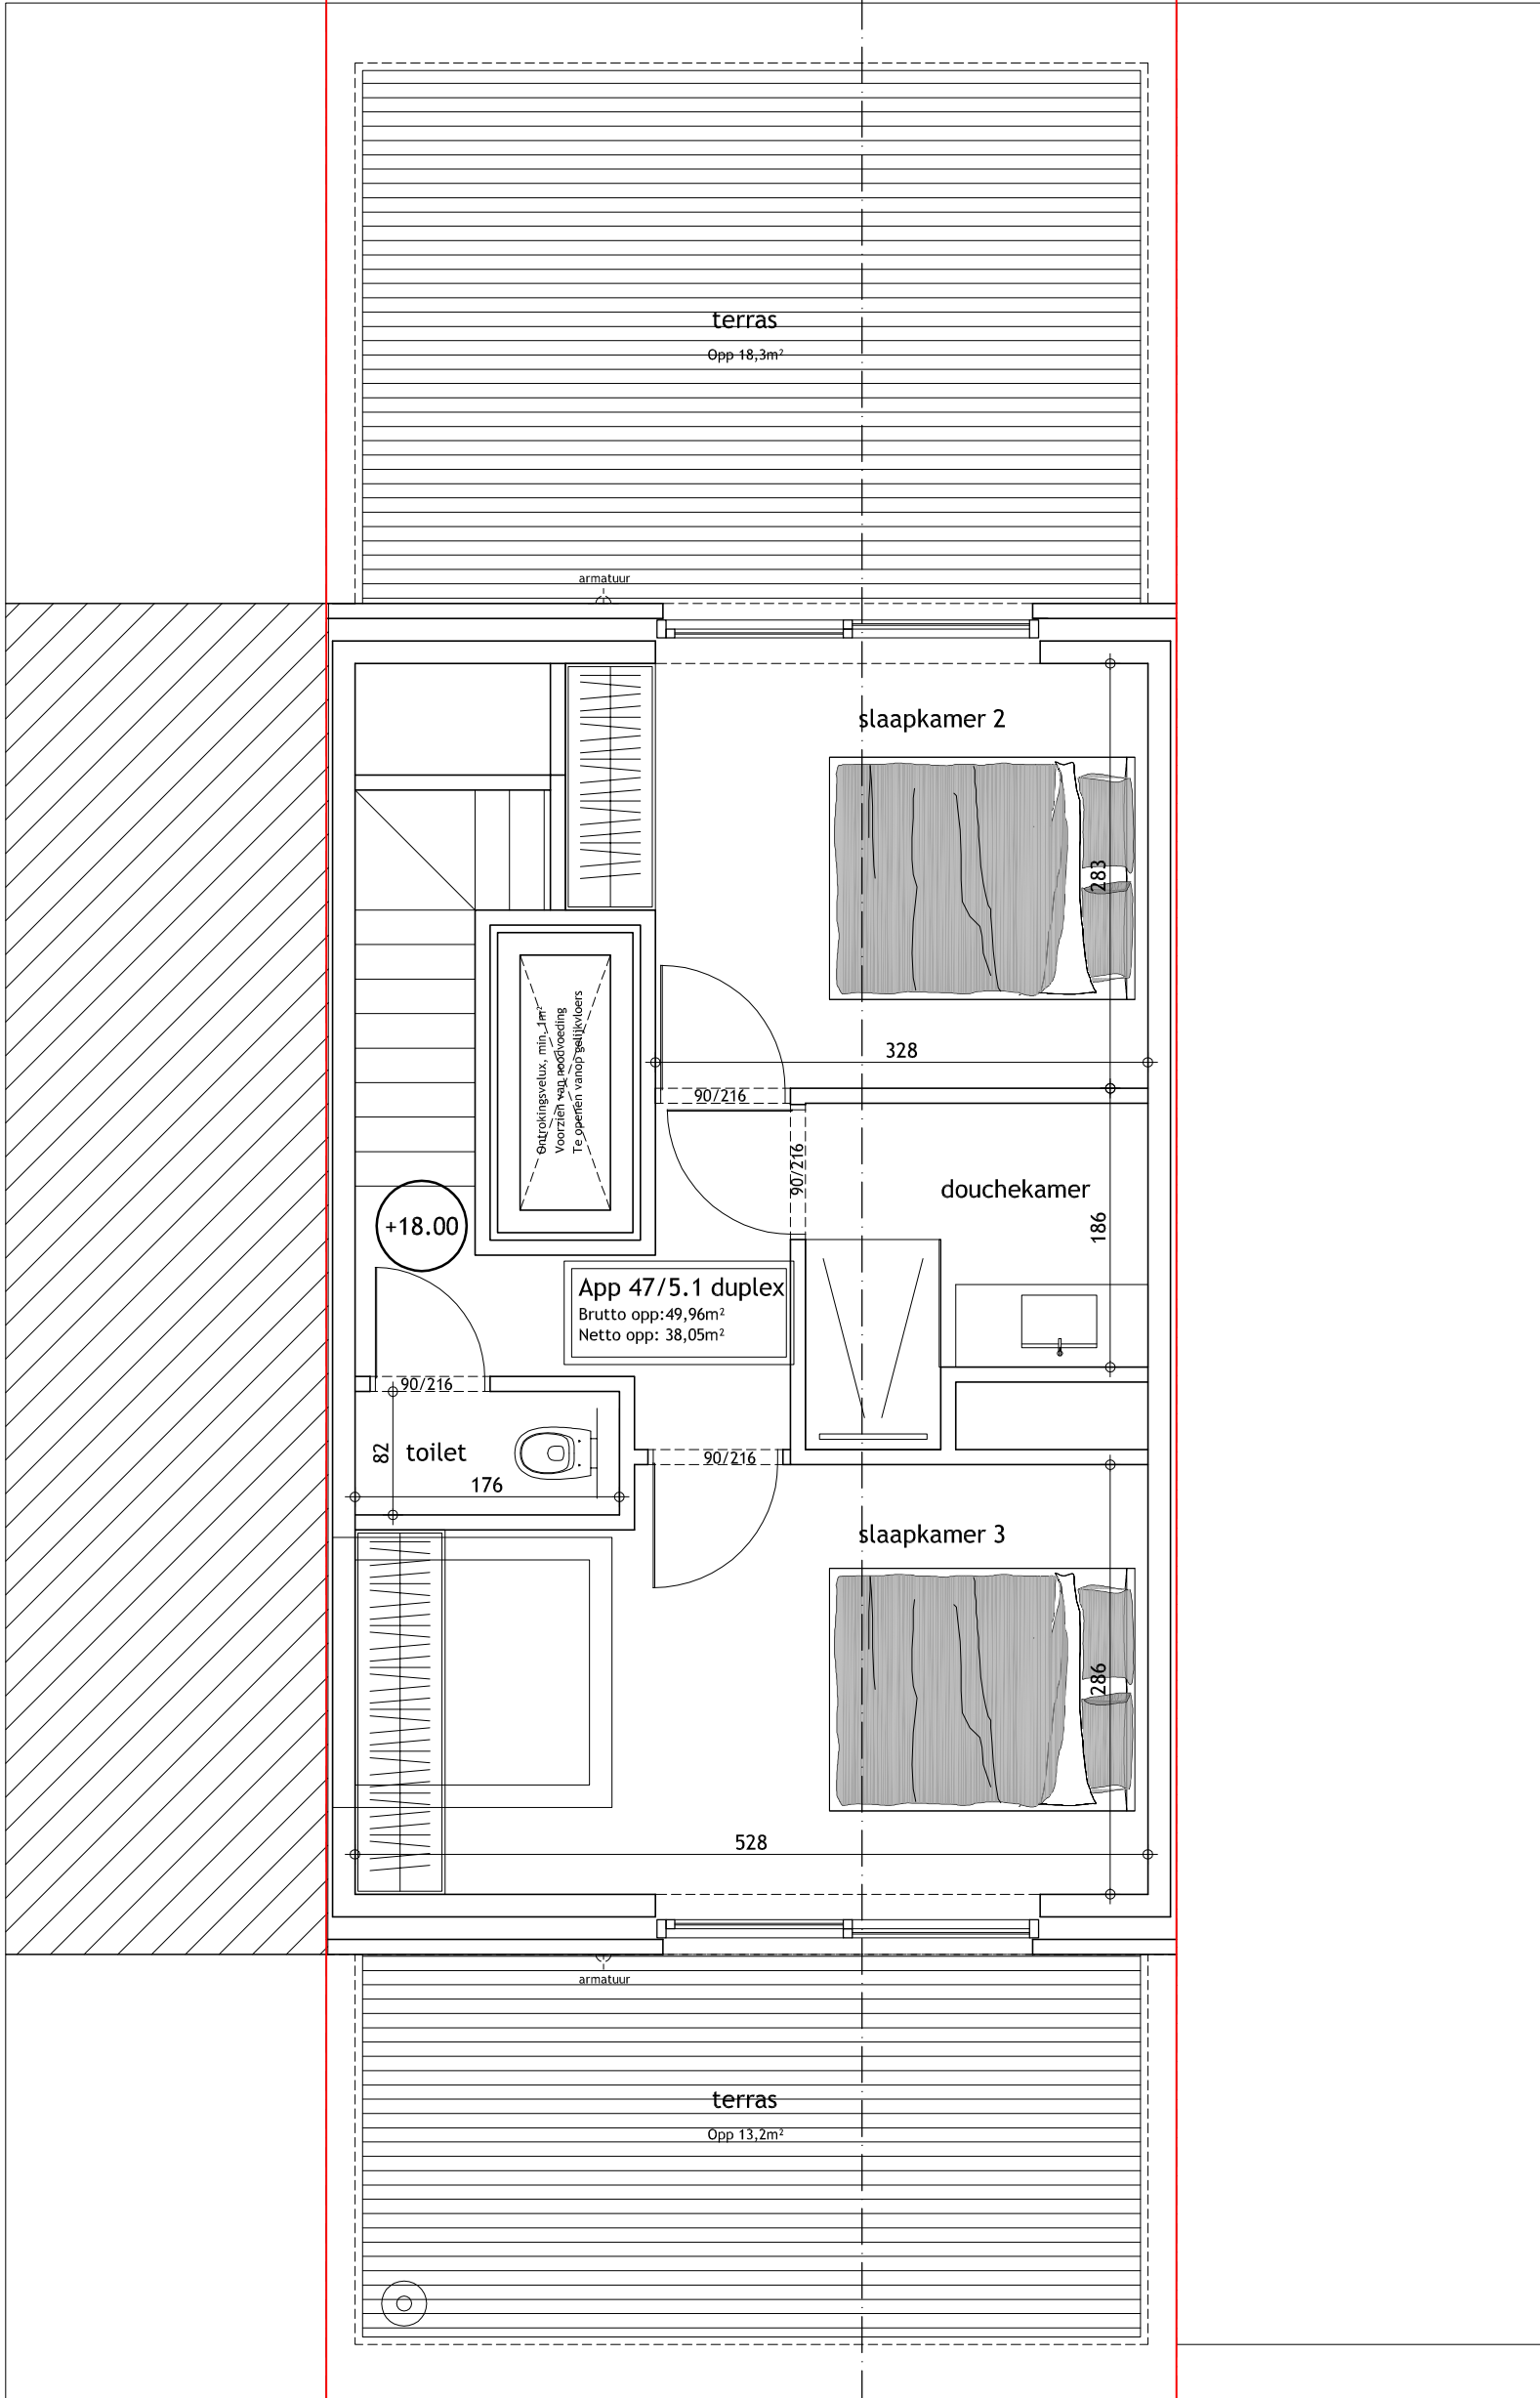 terras
Opp 18,3m²
armatuur
slaapkamer 2
283
328
90/216
Ontrokingsvelux, min. 1m²
Voorzien van noodvoeding
Te openen vanop gelijkvloers
90/216
douchekamer
186
+18.00
App 47/5.1 duplex
Brutto opp:49,96m²
Netto opp: 38,05m²
90/216
82
toilet
176
90/216
slaapkamer 3
286
528
armatuur
terras
Opp 13,2m²